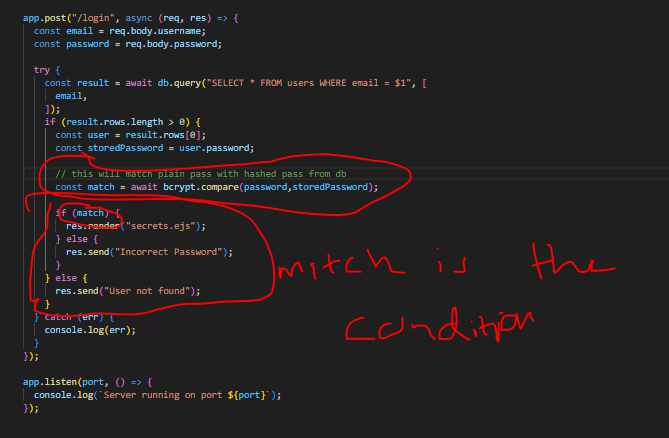 app.post("/login", async (req, res) => {
const email = req.body.username;
const password = req.body.password;
try {
const result = await db.query("SELECT * FROM users WHERE email = $1", [
email,
]);
if (result.rows.length > 0) {
const user = result.rows[0];
const storedPassword = user.password;
// this will match plain pass with hashed pass from db
const match = await bcrypt.compare(password,storedPassword);
if (match) {
res.render("secrets.ejs");
} else {
res.send("Incorrect Password");
}
} else {
res.send("User not found");
}
} catch (err) {
console.log(err);
}
});
match is the
condition
app.listen(port, () => {
console.log(`Server running on port ${port}`);
});